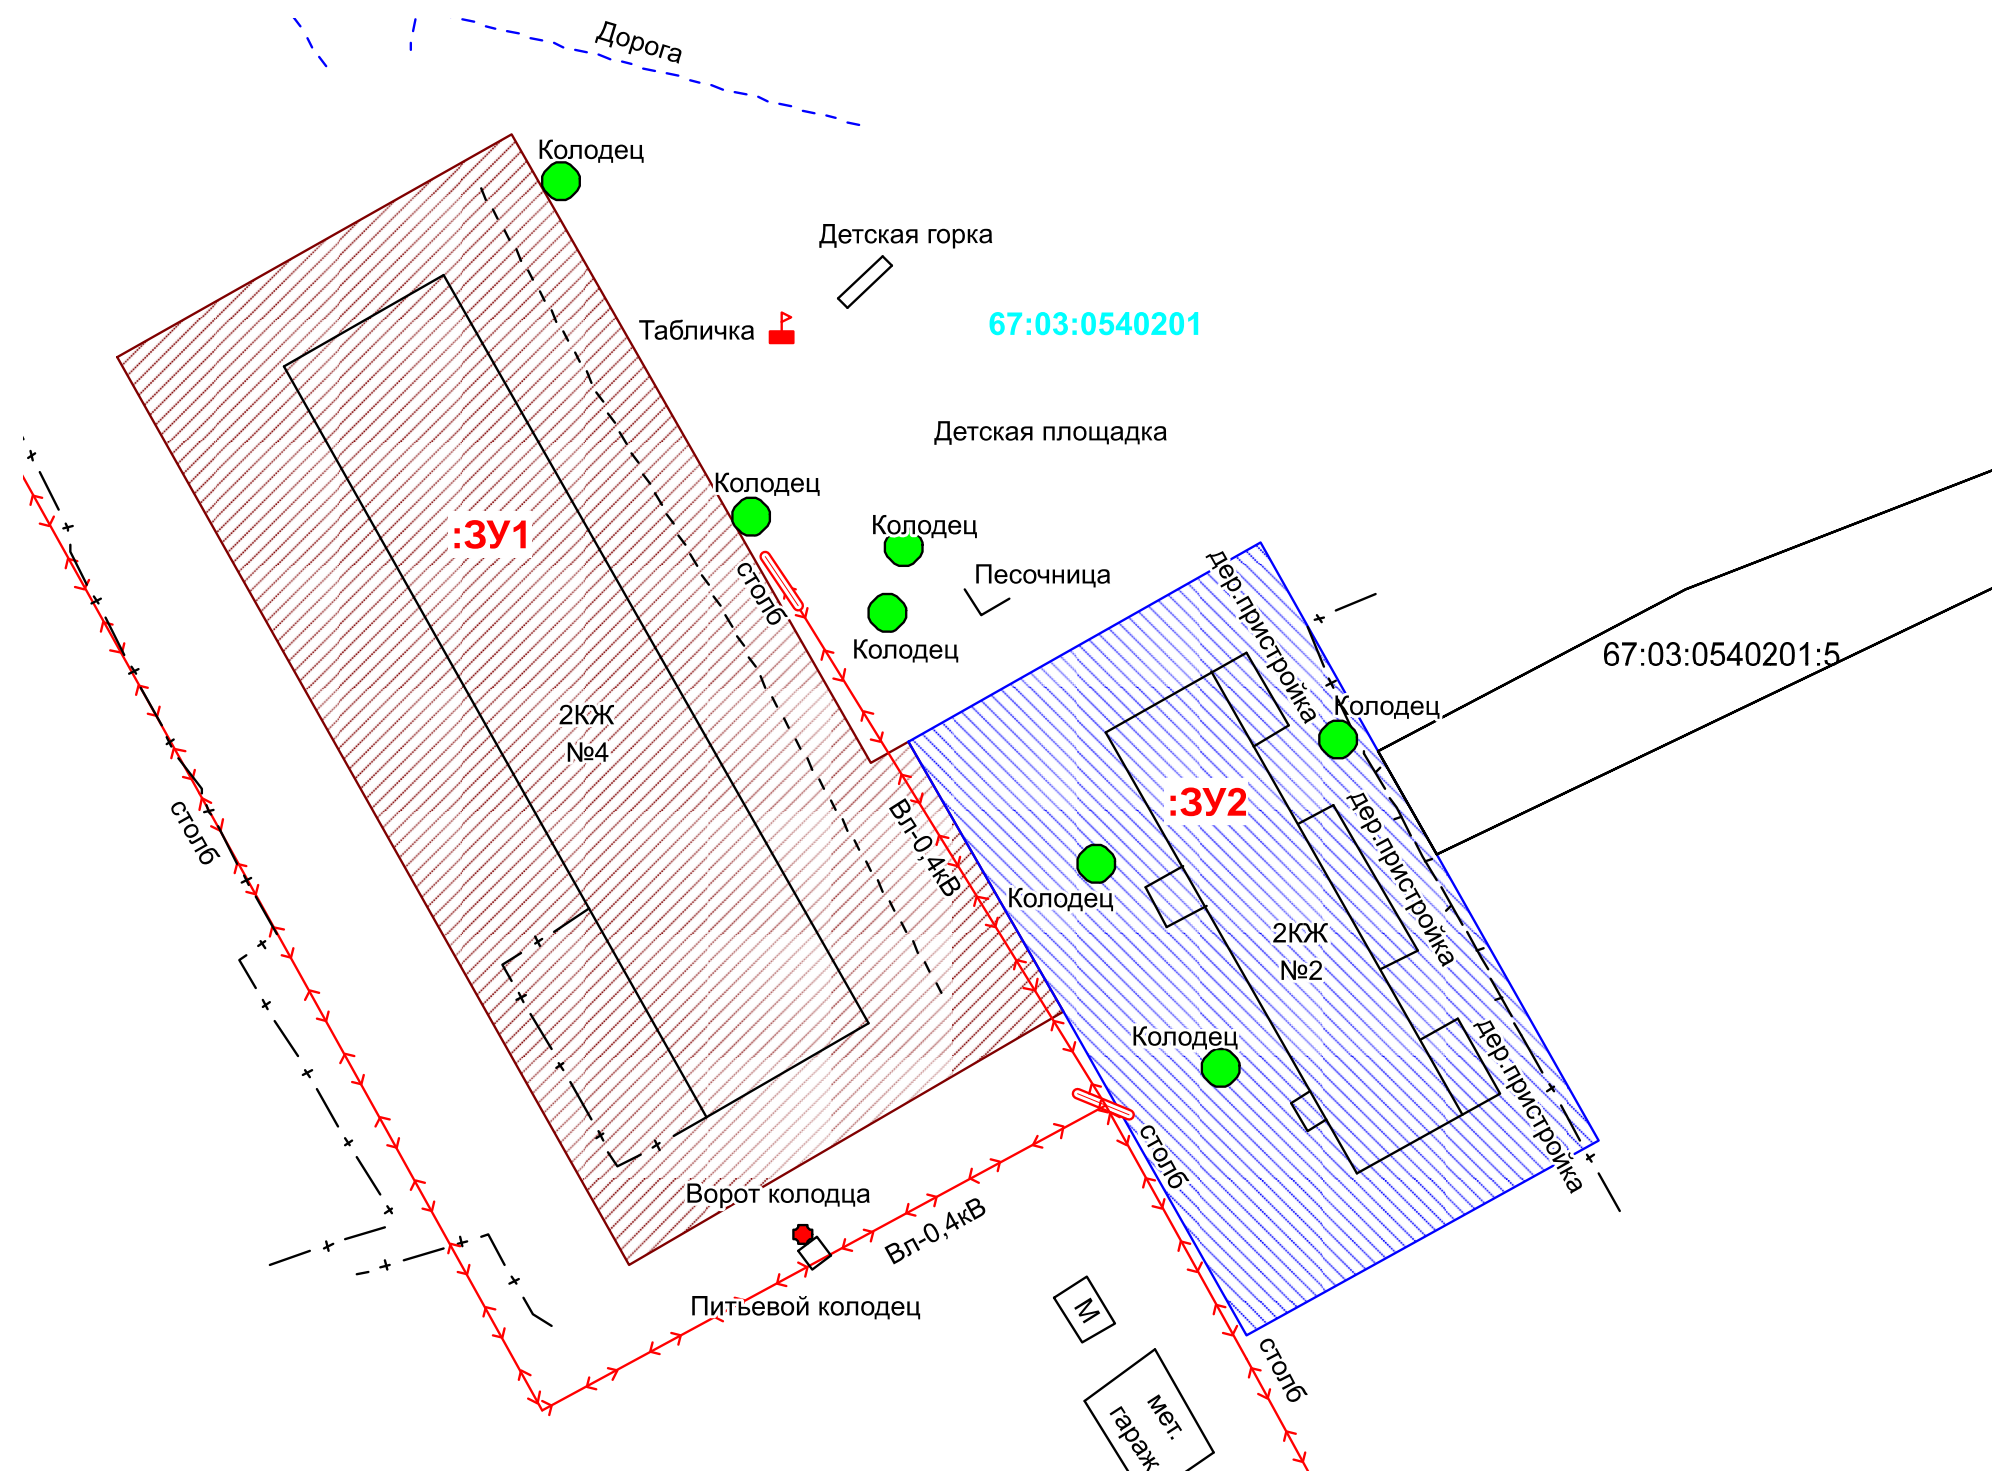 Дорога
Колодец
Детская горка
Табличка
67:03:0540201
Детская площадка
Колодец
:ЗУ1
Колодец
Песочница
столб
дер.пристройка
Колодец
67:03:0540201:5
Колодец
2КЖ
№4
:ЗУ2
столб
Вл-0,4кВ
дер.пристройка
Колодец
2КЖ
№2
Колодец
дер.пристройка
столб
Ворот колодца
Вл-0,4кВ
Питьевой колодец
М
столб
мет.
гараж